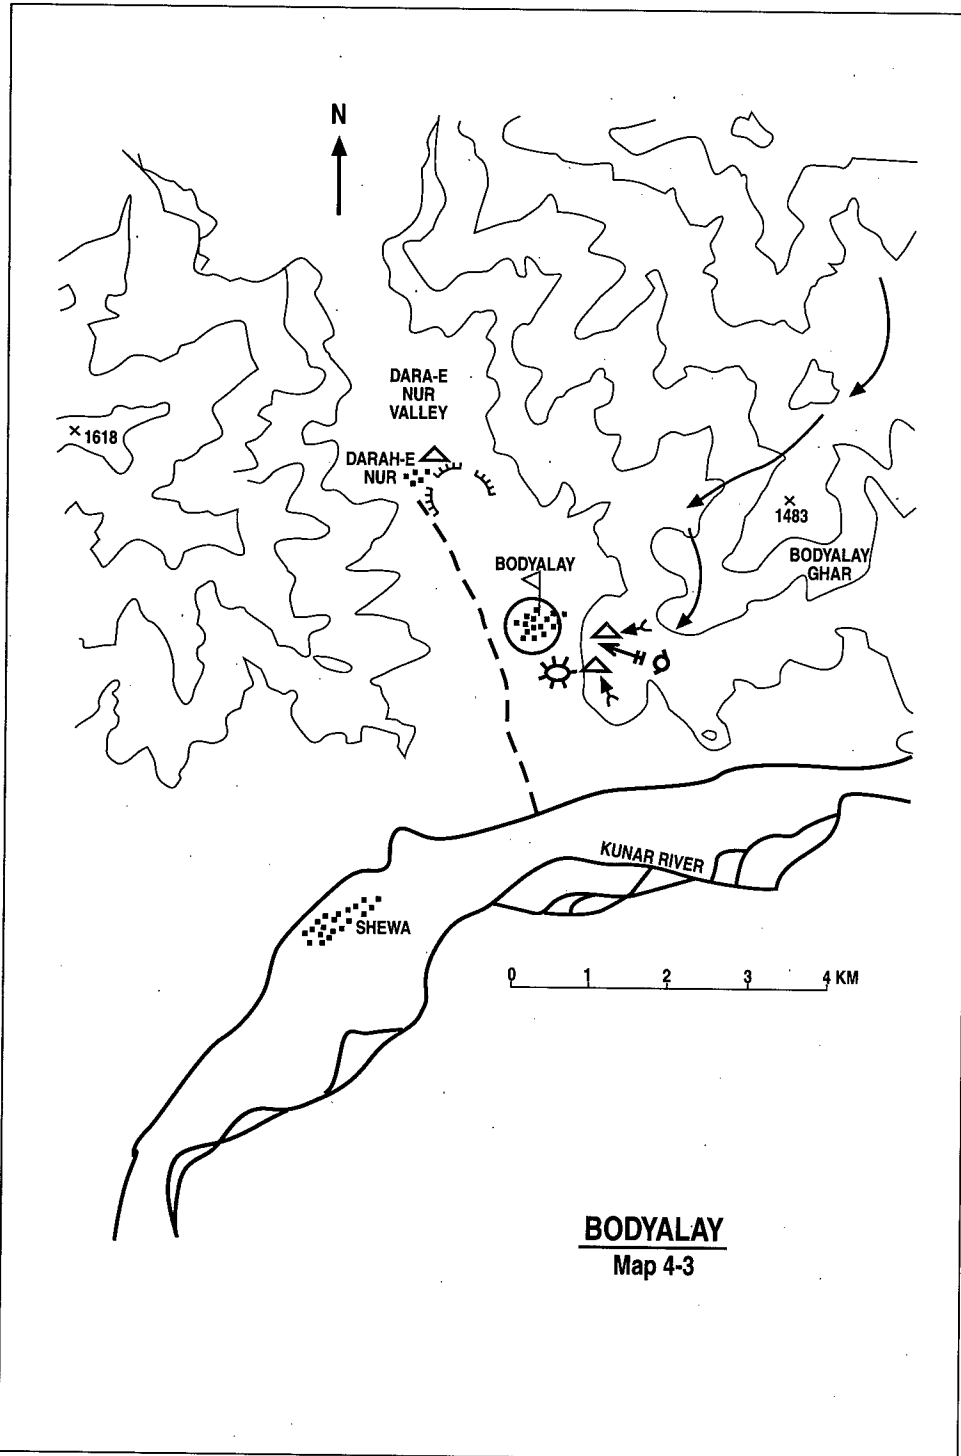 N
DARA-E
NUR
VALLEY
× 1618
DARAH-E
NUR
× 1483
BODYALAY
BODYALAY
GHAR
KUNAR RIVER
SHEWA
0 1 2 3 4 KM
BODYALAY
Map 4-3